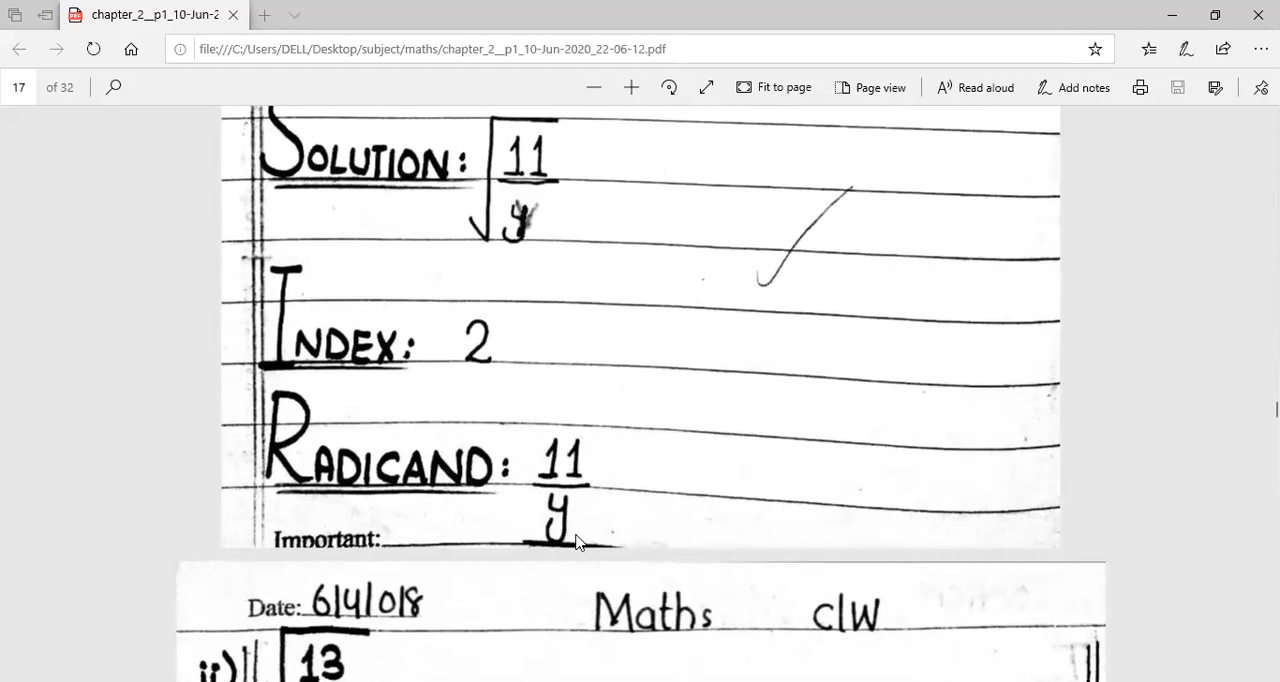 chapter_2__p1_10-Jun-2
file:///C:/Users/DELL/Desktop/subject/maths/chapter_2__p1_10-Jun-2020_22-06-12.pdf
17 of 32 Fit to page Page view Read aloud Add notes
SOLUTION: √11
y
INDEX: 2
RADICAND: 11
y
Important:
Date: 6/4/018 Maths C/W
ii) √13